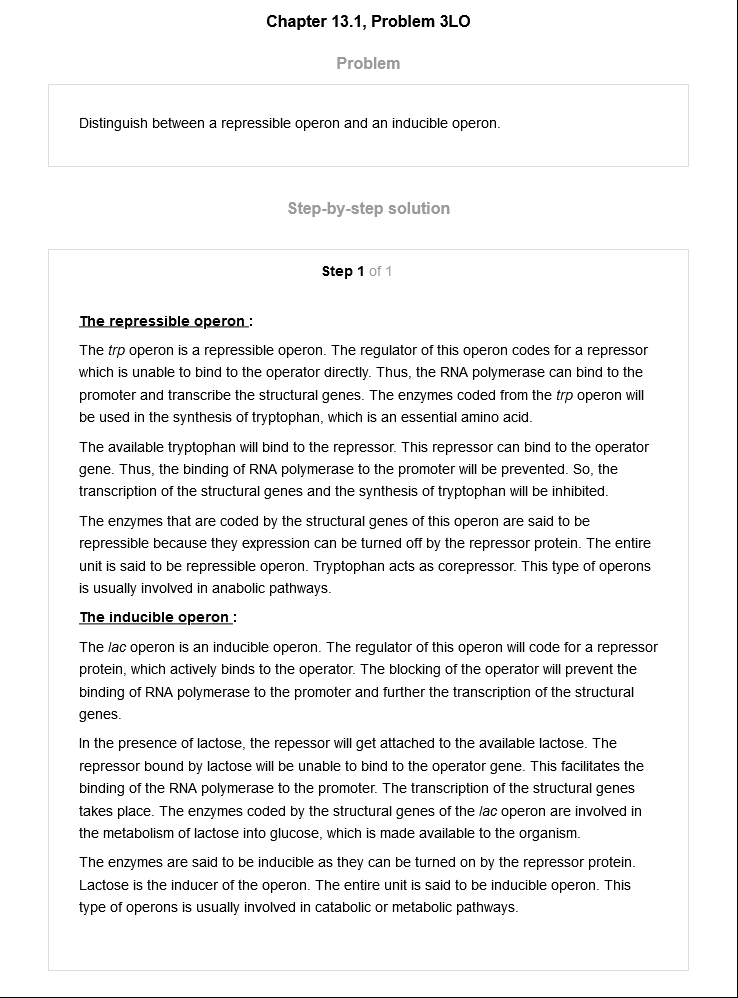 Chapter 13.1, Problem 3LO
Problem
Distinguish between a repressible operon and an inducible operon.
Step-by-step solution
Step 1 of 1
The repressible operon :
The trp operon is a repressible operon. The regulator of this operon codes for a repressor
which is unable to bind to the operator directly. Thus, the RNA polymerase can bind to the
promoter and transcribe the structural genes. The enzymes coded from the trp operon will
be used in the synthesis of tryptophan, which is an essential amino acid.
The available tryptophan will bind to the repressor. This repressor can bind to the operator
gene. Thus, the binding of RNA polymerase to the promoter will be prevented. So, the
transcription of the structural genes and the synthesis of tryptophan will be inhibited.
The enzymes that are coded by the structural genes of this operon are said to be
repressible because they expression can be turned off by the repressor protein. The entire
unit is said to be repressible operon. Tryptophan acts as corepressor. This type of operons
is usually involved in anabolic pathways.
The inducible operon :
The lac operon is an inducible operon. The regulator of this operon will code for a repressor
protein, which actively binds to the operator. The blocking of the operator will prevent the
binding of RNA polymerase to the promoter and further the transcription of the structural
genes.
In the presence of lactose, the repessor will get attached to the available lactose. The
repressor bound by lactose will be unable to bind to the operator gene. This facilitates the
binding of the RNA polymerase to the promoter. The transcription of the structural genes
takes place. The enzymes coded by the structural genes of the lac operon are involved in
the metabolism of lactose into glucose, which is made available to the organism.
The enzymes are said to be inducible as they can be turned on by the repressor protein.
Lactose is the inducer of the operon. The entire unit is said to be inducible operon. This
type of operons is usually involved in catabolic or metabolic pathways.